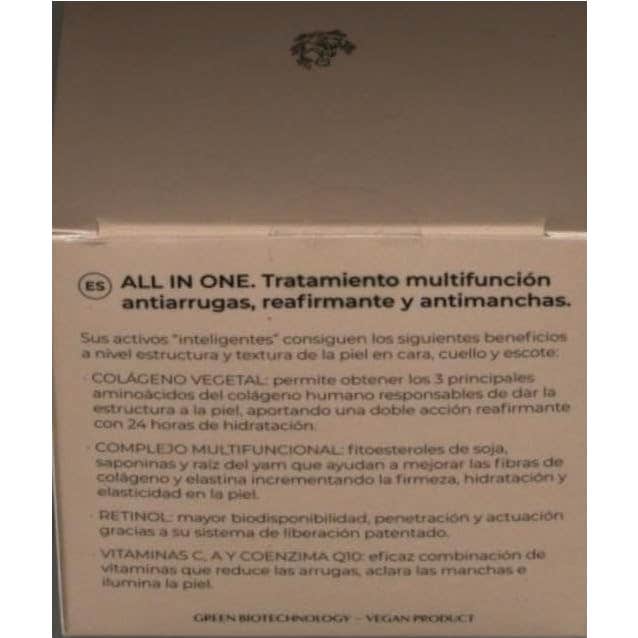 ES ALL IN ONE. Tratamiento multifunción
antiarrugas, reafirmante y antimanchas.
Sus activos "inteligentes" consiguen los siguientes beneficios
a nivel estructura y textura de la piel en cara, cuello y escote:
· COLÁGENO VEGETAL: permite obtener los 3 principales
aminoácidos del colágeno humano responsables de dar la
estructura a la piel, aportando una doble acción reafirmante
con 24 horas de hidratación.
· COMPLEJO MULTIFUNCIONAL: fitoesteroles de soja,
saponinas y raíz del yam que ayudan a mejorar las fibras de
colágeno y elastina incrementando la firmeza, hidratación y
elasticidad en la piel.
· RETINOL: mayor biodisponibilidad, penetración y actuación
gracias a su sistema de liberación patentado.
· VITAMINAS C, A Y COENZIMA Q10: eficaz combinación de
vitaminas que reduce las arrugas, aclara las manchas e
ilumina la piel.
GREEN BIOTECHNOLOGY – VEGAN PRODUCT